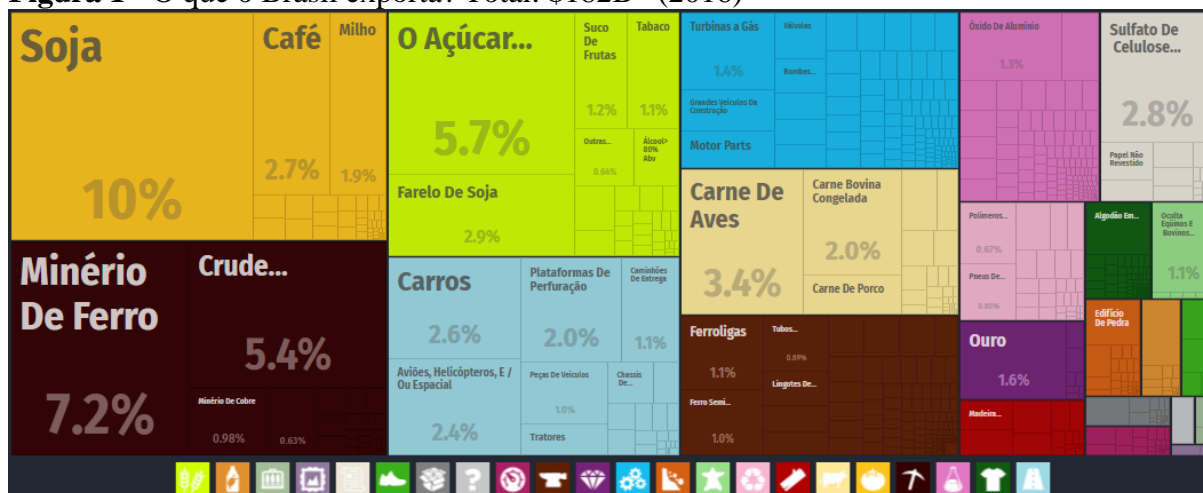 Figura 1 - O que o Brasil exporta? Total: $182B (2016)
Soja
10%
Café
2.7%
Milho
1.9%
Minério
De Ferro
7.2%
Crude...
5.4%
Minério De Cobre
0.98%
0.63%
O Açúcar...
5.7%
Suco
De
Frutas
1.2%
Tabaco
1.1%
Outras...
0.64%
Álcool>
80%
Abv
Farelo De Soja
2.9%
Carros
2.6%
Plataformas De
Perfuração
2.0%
Caminhões
De Entrega
1.1%
Aviões, Helicópteros, E /
Ou Espacial
2.4%
Peças De Veículos
1.0%
Chassis
De...
Tratores
Turbinas a Gás
1.4%
Válvulas
Bombas...
Grandes Veículos Da
Construção
Motor Parts
Carne De
Aves
3.4%
Carne Bovina
Congelada
2.0%
Carne De Porco
Ferroligas
1.1%
Tubos...
0.69%
Ferro Semi...
1.0%
Lingotes De...
Óxido De Alumínio
1.3%
Sulfato De
Celulose...
2.8%
Papel Não
Revestido
Polímeros...
0.67%
Pneus De...
Algodão Em...
Oculta
Equinos E
Bovinos...
1.1%
Edifício
De Pedra
Ouro
1.6%
Madeira...